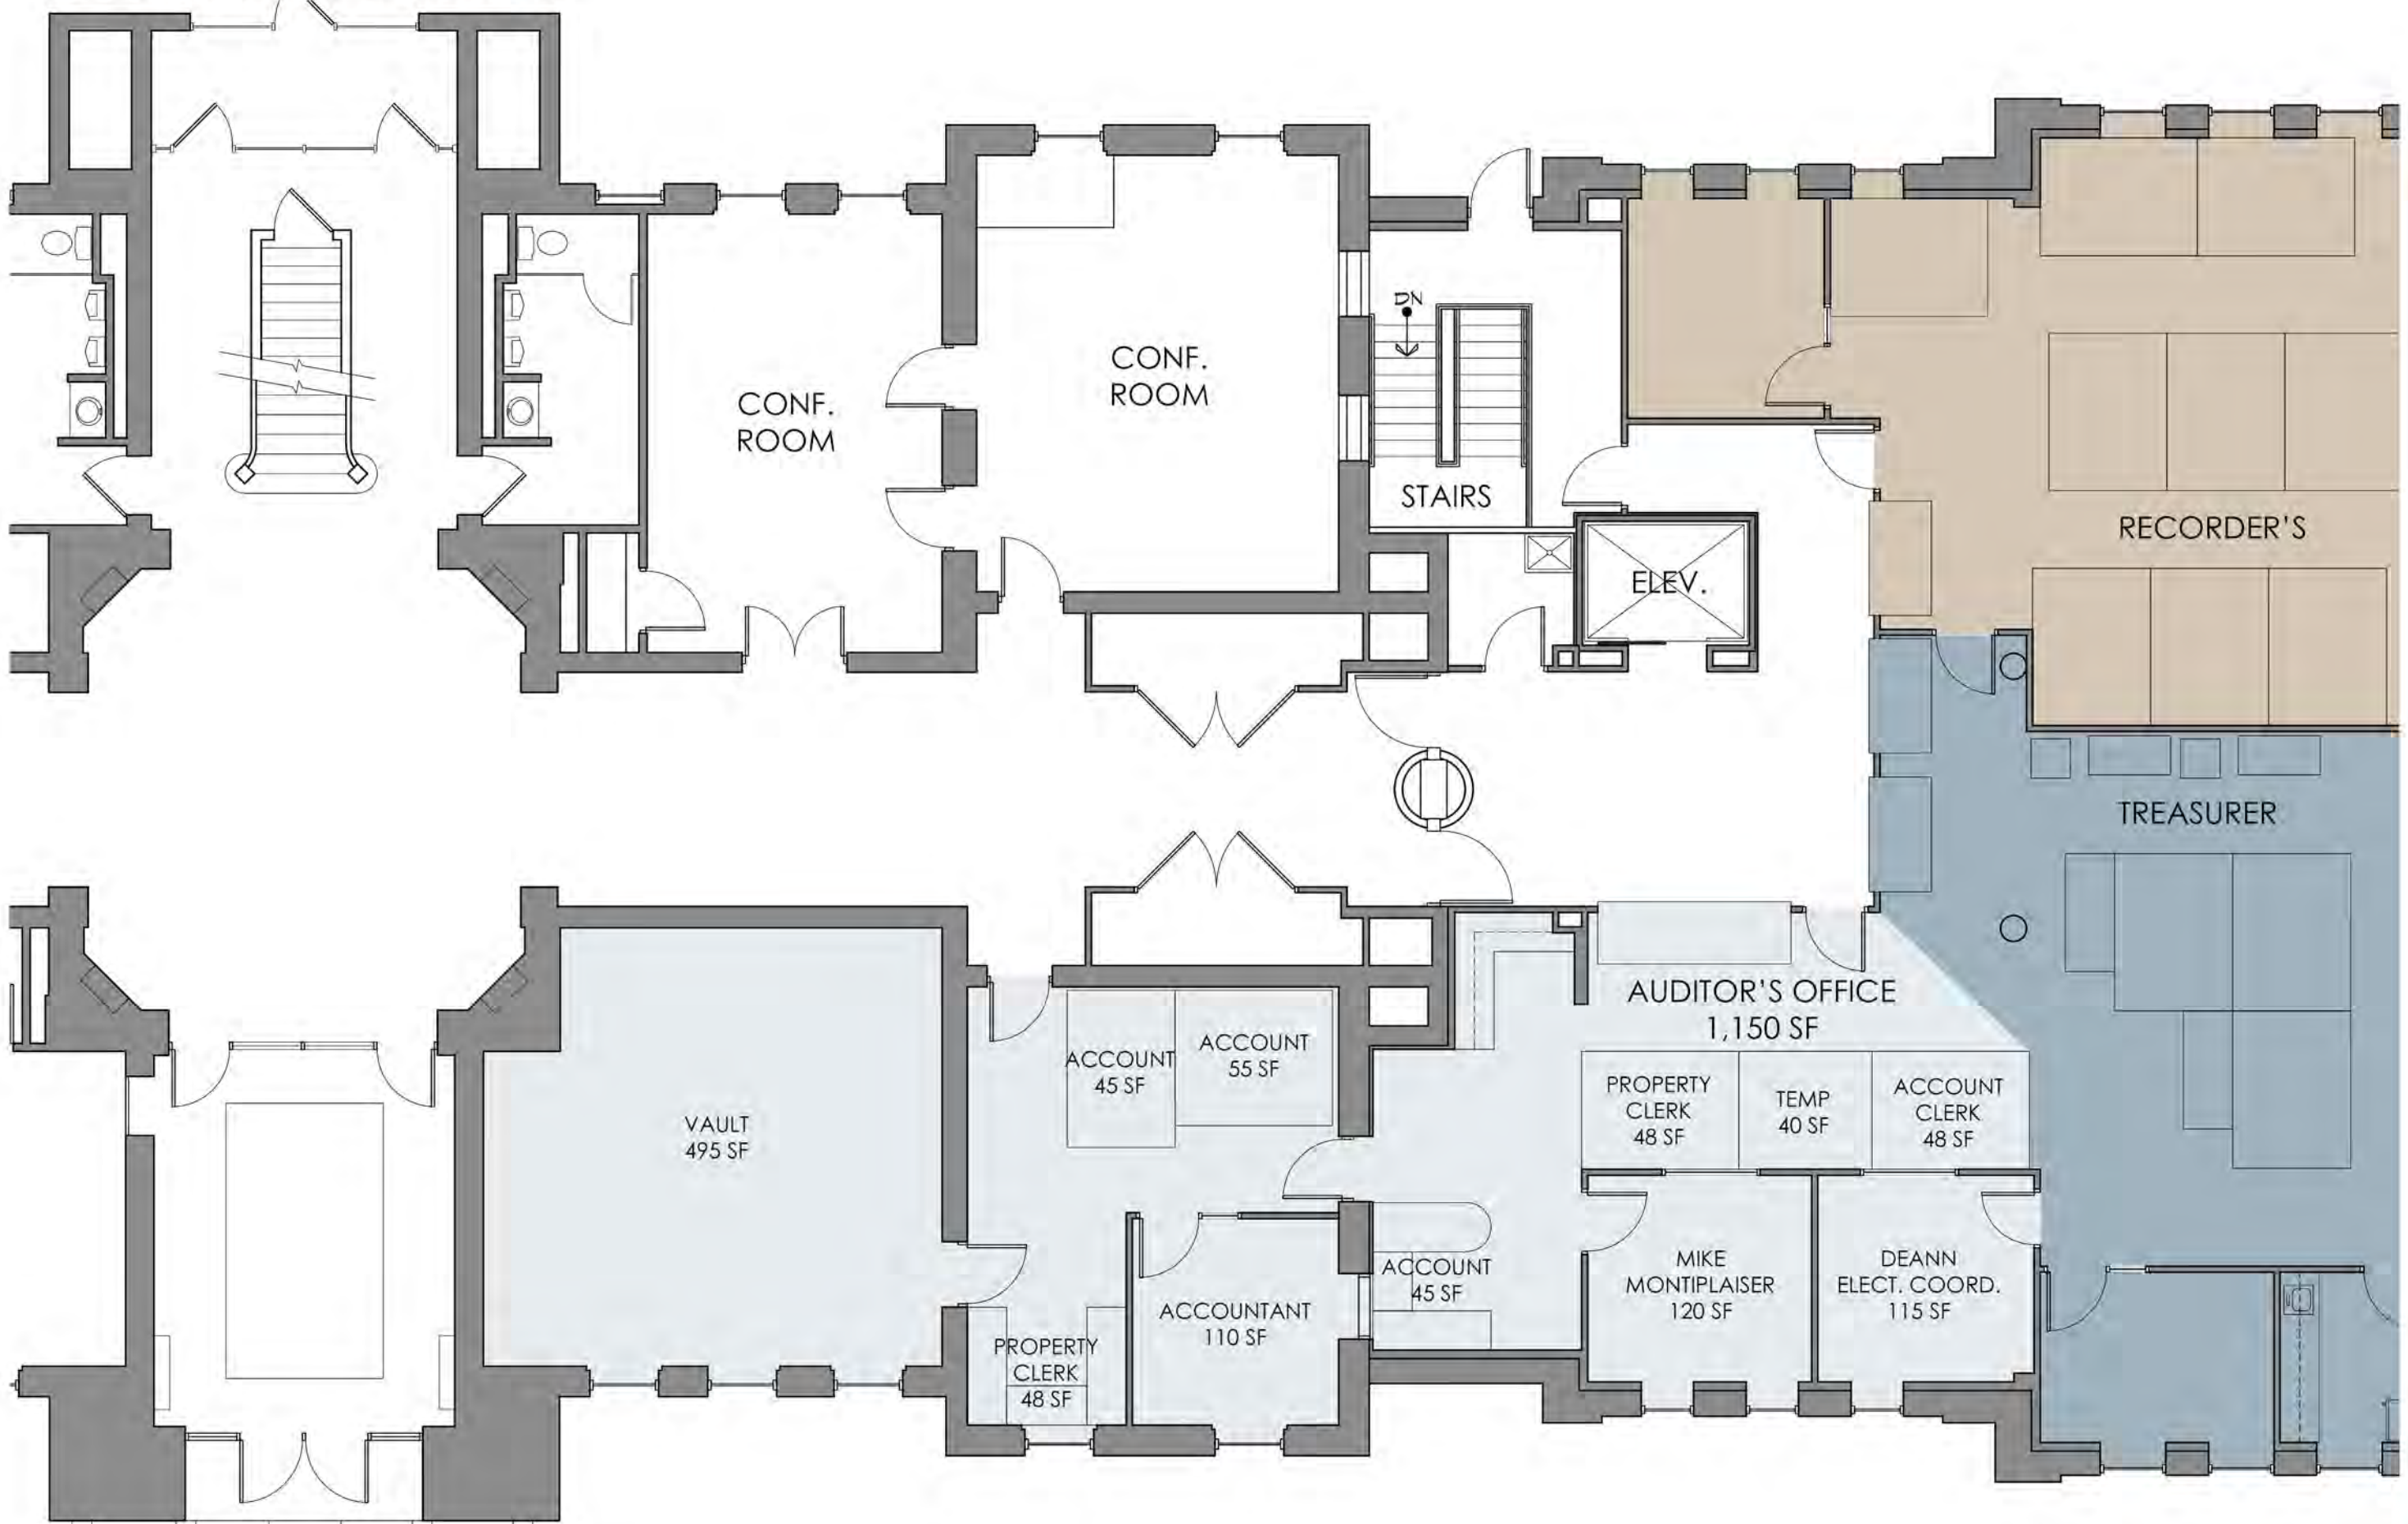 DN
CONF.
ROOM
CONF.
ROOM
STAIRS
ELEV.
RECORDER'S
TREASURER
AUDITOR'S OFFICE
1,150 SF
VAULT
495 SF
ACCOUNT
45 SF
ACCOUNT
55 SF
PROPERTY
CLERK
48 SF
TEMP
40 SF
ACCOUNT
CLERK
48 SF
PROPERTY
CLERK
48 SF
ACCOUNTANT
110 SF
ACCOUNT
45 SF
MIKE
MONTIPLAISER
120 SF
DEANN
ELECT. COORD.
115 SF